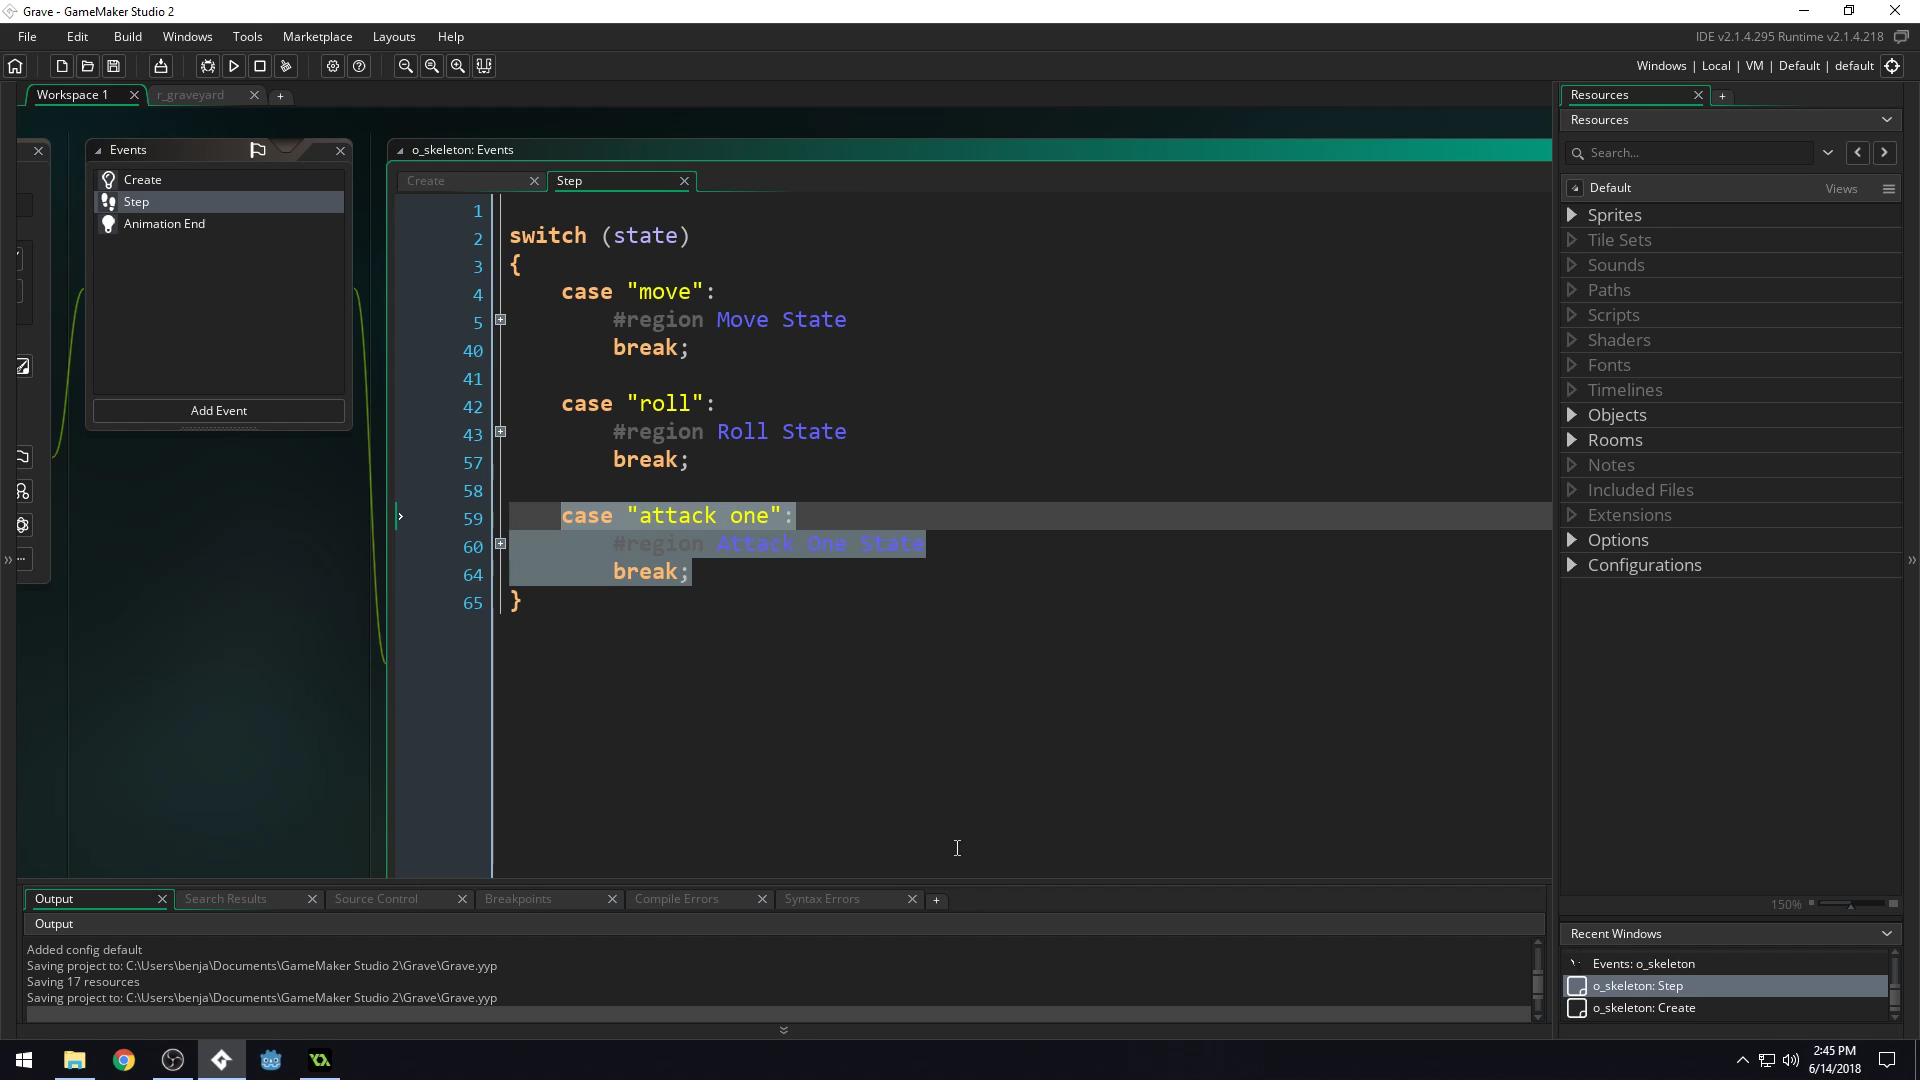 Grave - GameMaker Studio 2
File Edit Build Windows Tools Marketplace Layouts Help
IDE v2.1.4.295 Runtime v2.1.4.218
Windows | Local | VM | Default | default
Workspace 1
r_graveyard
Events
Create
Step
Animation End
Add Event
o_skeleton: Events
Create
Step
1
2 switch (state)
3 {
4 case "move":
5 #region Move State
40 break;
41
42 case "roll":
43 #region Roll State
57 break;
58
59 case "attack one":
60 #region Attack One State
64 break;
65 }
Resources
Resources
Search...
Default Views
Sprites
Tile Sets
Sounds
Paths
Scripts
Shaders
Fonts
Timelines
Objects
Rooms
Notes
Included Files
Extensions
Options
Configurations
150%
Recent Windows
Events: o_skeleton
o_skeleton: Step
o_skeleton: Create
Output
Search Results
Source Control
Breakpoints
Compile Errors
Syntax Errors
Output
Added config default
Saving project to: C:\Users\benja\Documents\GameMaker Studio 2\Grave\Grave.yyp
Saving 17 resources
Saving project to: C:\Users\benja\Documents\GameMaker Studio 2\Grave\Grave.yyp
2:45 PM
6/14/2018